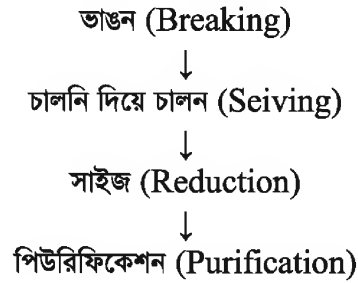 ভাঙন (Breaking)
↓
চালনি দিয়ে চালন (Seiving)
↓
সাইজ (Reduction)
↓
পিউরিফিকেশন (Purification)